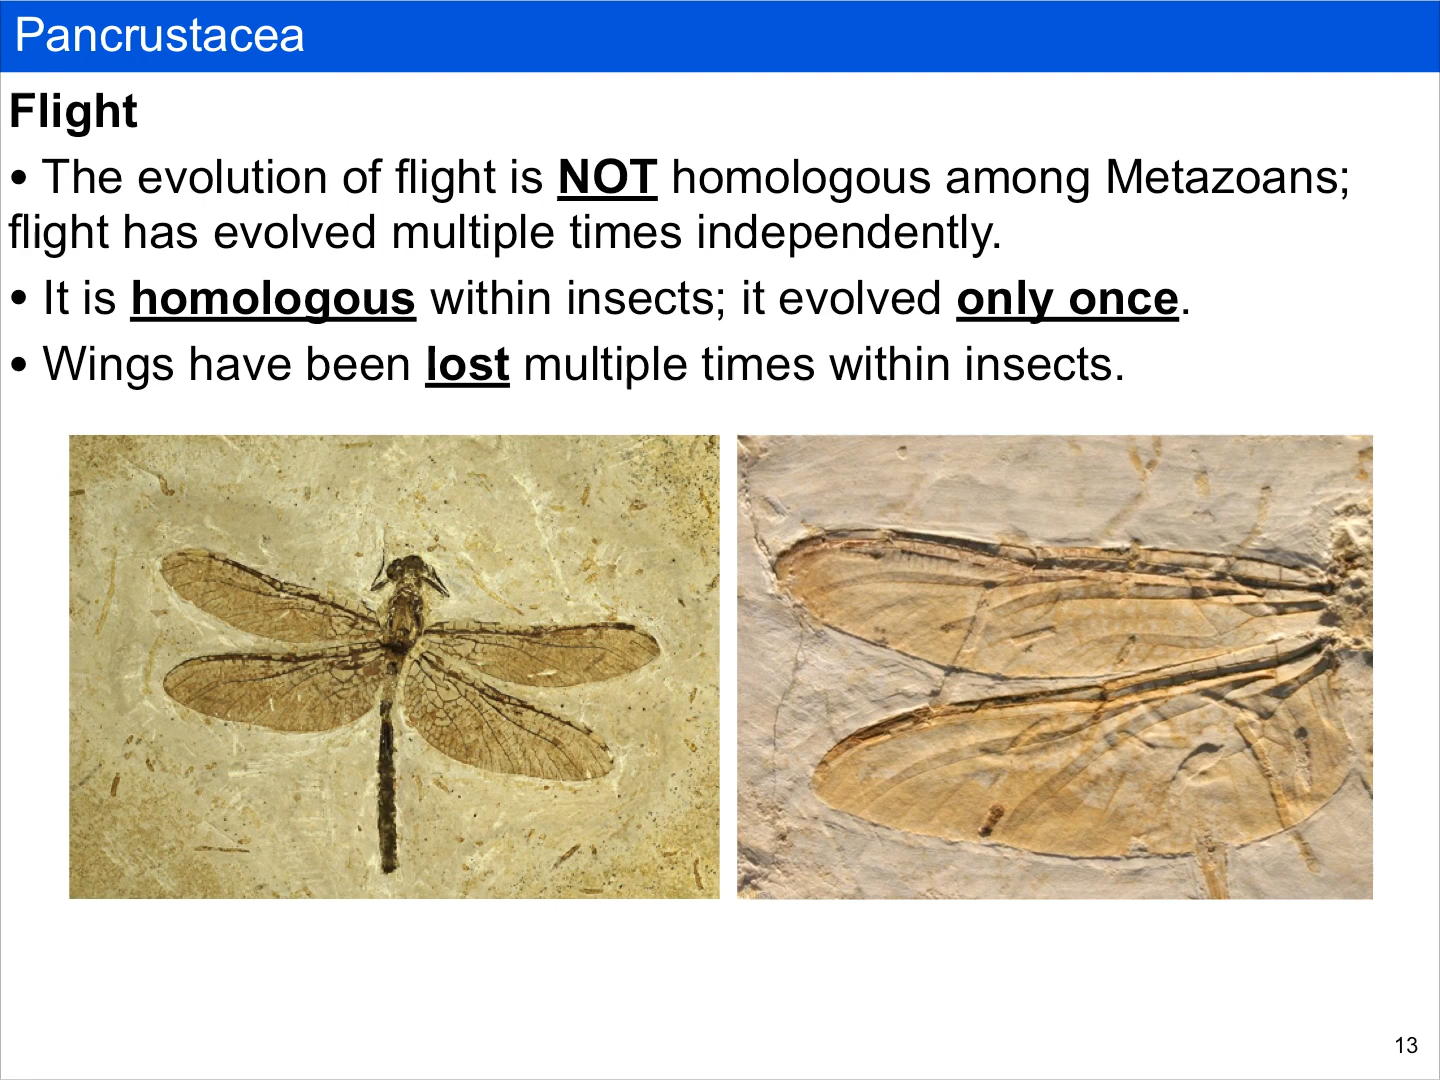 Pancrustacea
Flight
• The evolution of flight is NOT homologous among Metazoans;
flight has evolved multiple times independently.
• It is homologous within insects; it evolved only once.
• Wings have been lost multiple times within insects.
13